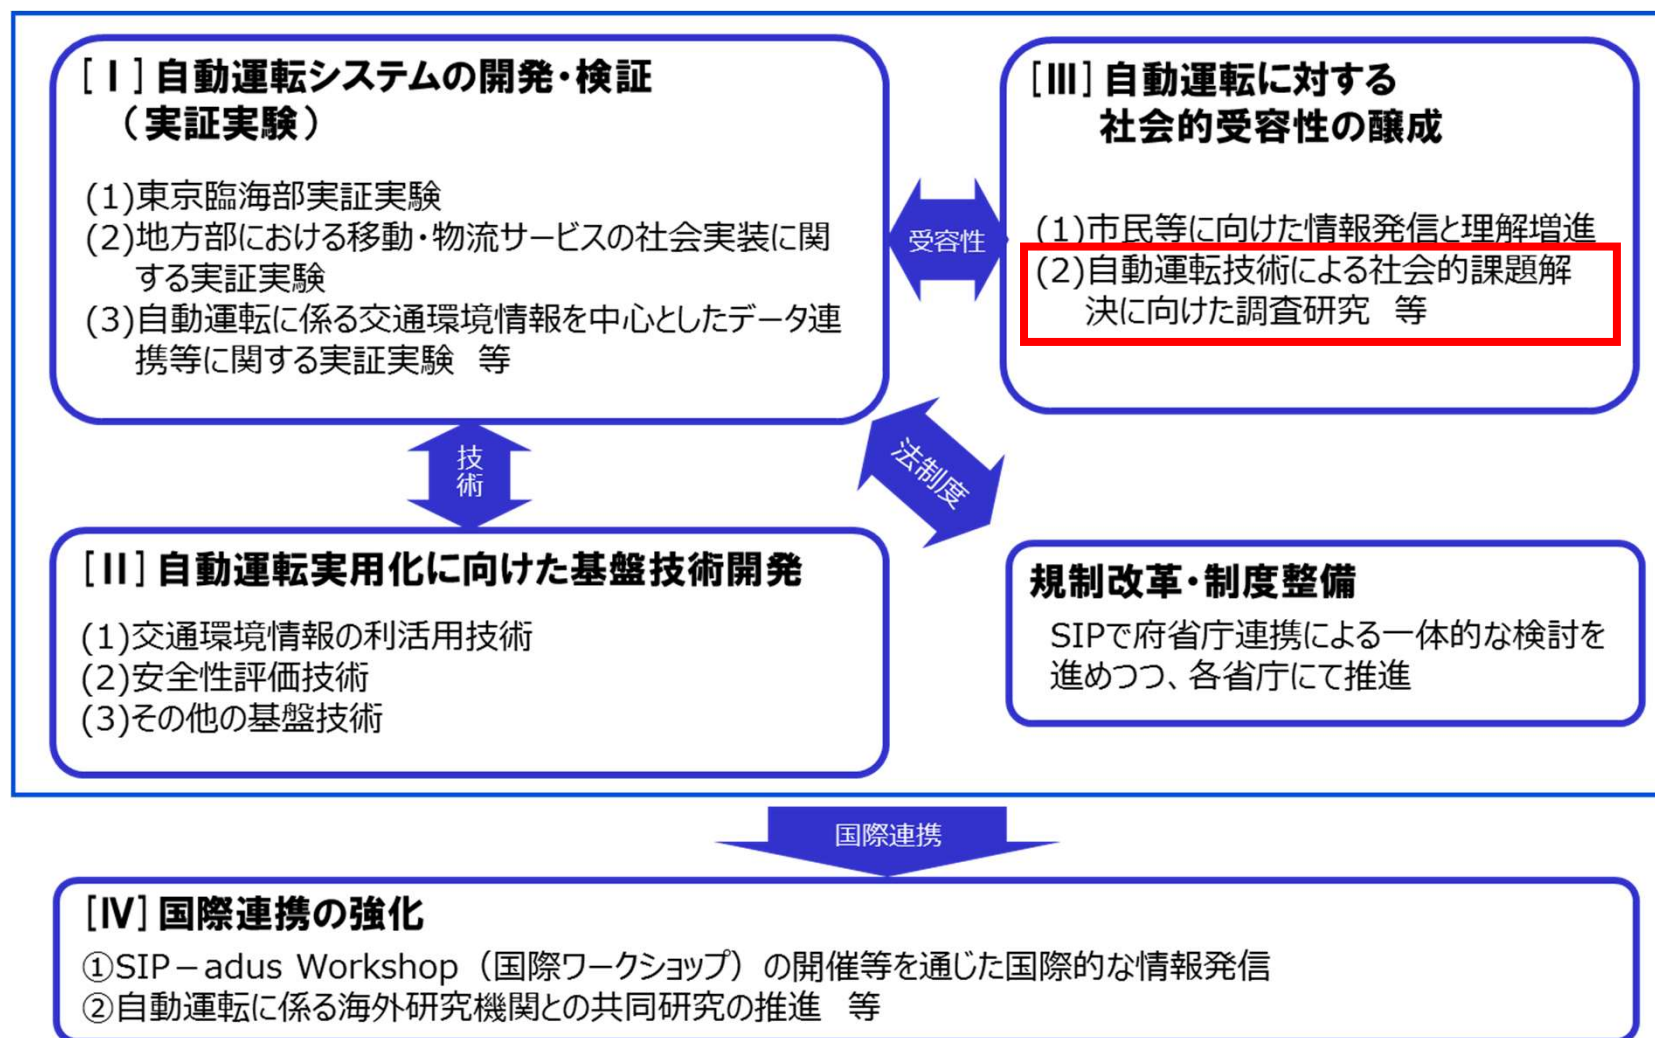 [Ⅰ]自動運転システムの開発・検証
（実証実験）
(1)東京臨海部実証実験
(2)地方部における移動・物流サービスの社会実装に関
する実証実験
(3)自動運転に係る交通環境情報を中心としたデータ連
携等に関する実証実験 等
受容性
[Ⅲ]自動運転に対する
社会的受容性の醸成
(1)市民等に向けた情報発信と理解増進
(2)自動運転技術による社会的課題解
決に向けた調査研究 等
技術
法制度
[Ⅱ]自動運転実用化に向けた基盤技術開発
(1)交通環境情報の利活用技術
(2)安全性評価技術
(3)その他の基盤技術
規制改革・制度整備
SIPで府省庁連携による一体的な検討を
進めつつ、各省庁にて推進
国際連携
[Ⅳ]国際連携の強化
①SIP－adus Workshop（国際ワークショップ）の開催等を通じた国際的な情報発信
②自動運転に係る海外研究機関との共同研究の推進 等